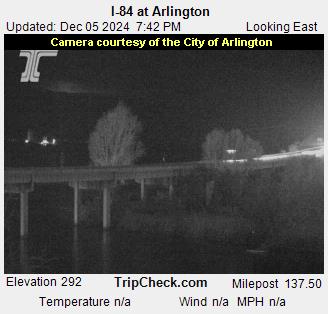 I-84 at Arlington
Updated: Dec 05 2024 7:42 PM Looking East
Camera courtesy of the City of Arlington
Elevation 292 TripCheck.com Milepost 137.50
Temperature n/a Wind n/a MPH n/a